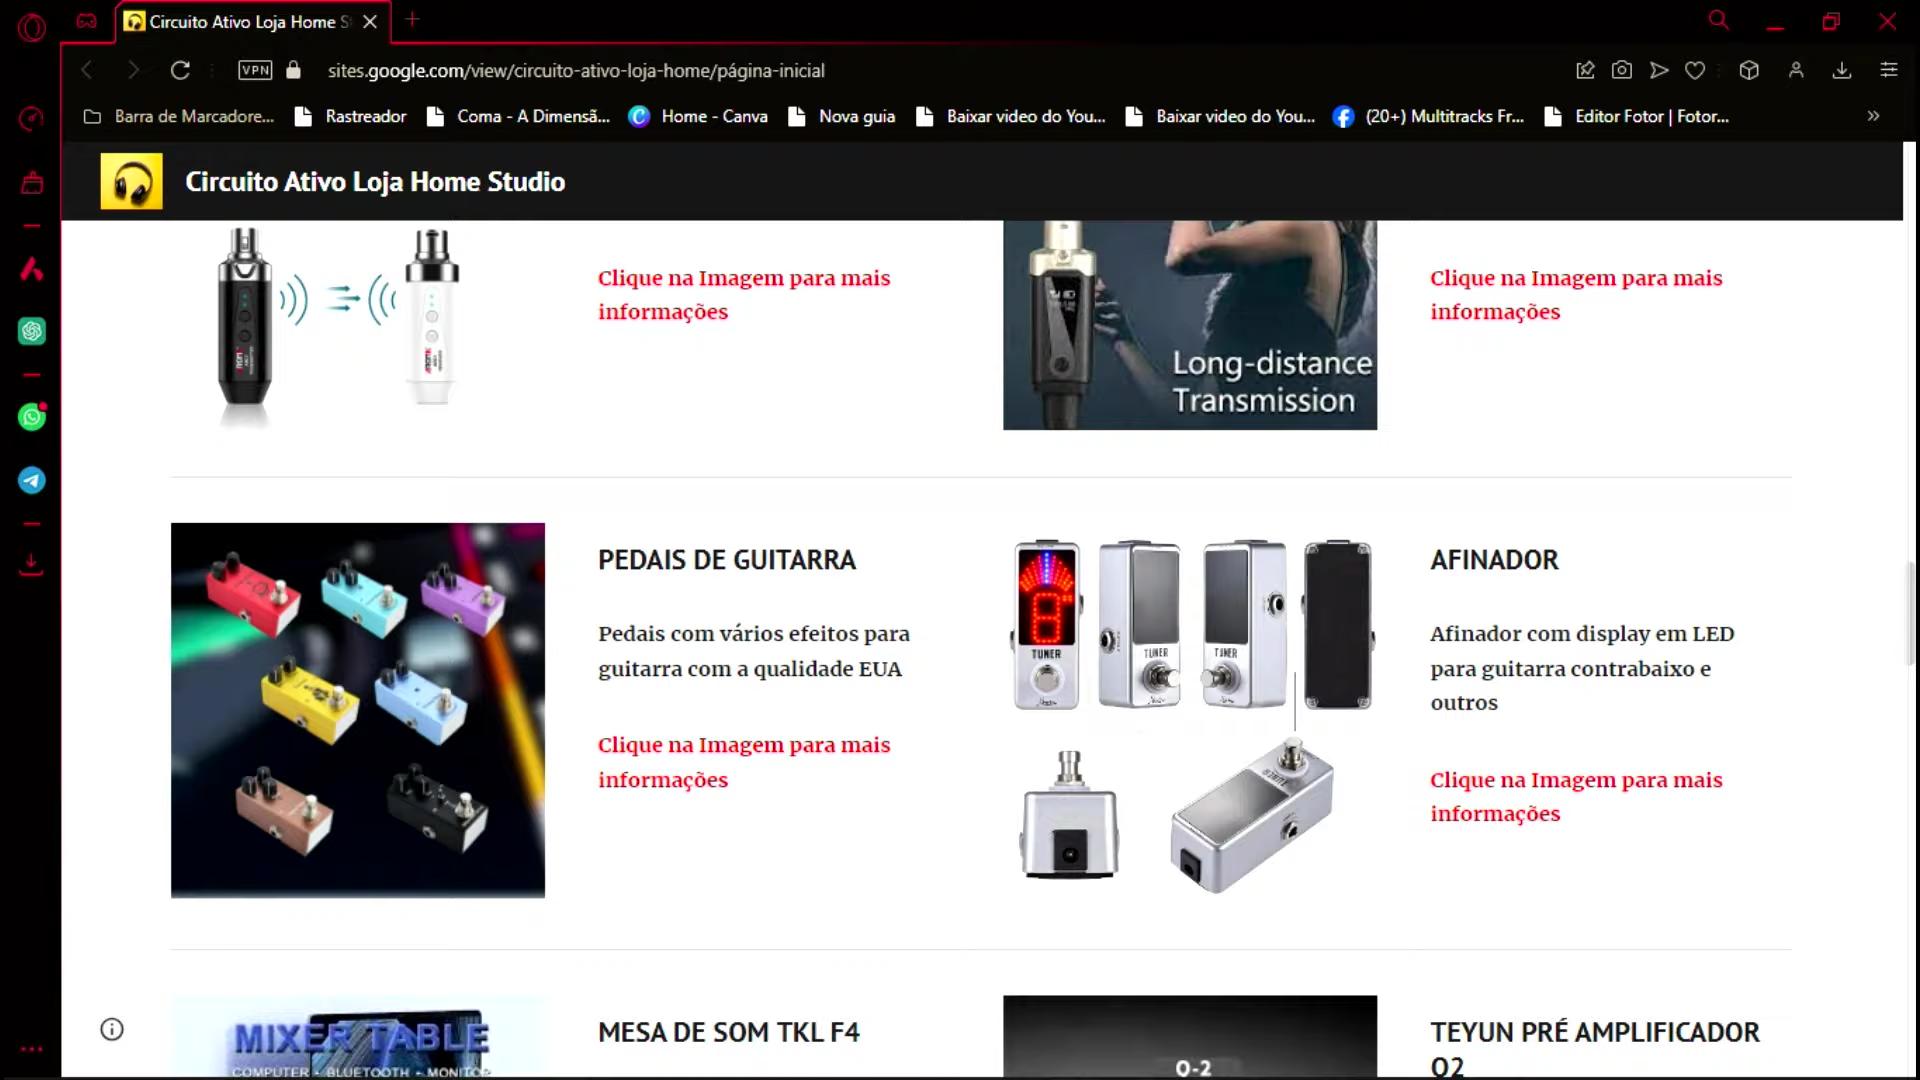 Circuito Ativo Loja Home S
VPN
sites.google.com/view/circuito-ativo-loja-home/página-inicial
Barra de Marcadore...
Rastreador
Coma - A Dimensã...
Home - Canva
Nova guia
Baixar video do You...
Baixar video do You...
(20+) Multitracks Fr...
Editor Fotor | Fotor...
Circuito Ativo Loja Home Studio
Clique na Imagem para mais
informações
Long-distance
Transmission
Clique na Imagem para mais
informações
PEDAIS DE GUITARRA
Pedais com vários efeitos para
guitarra com a qualidade EUA
Clique na Imagem para mais
informações
TUNER
TUNER
TUNER
AFINADOR
Afinador com display em LED
para guitarra contrabaixo e
outros
Clique na Imagem para mais
informações
MIXER TABLE
COMPUTER - BLUETOOTH - MONITOR
MESA DE SOM TKL F4
Q-2
TEYUN PRÉ AMPLIFICADOR
Q2